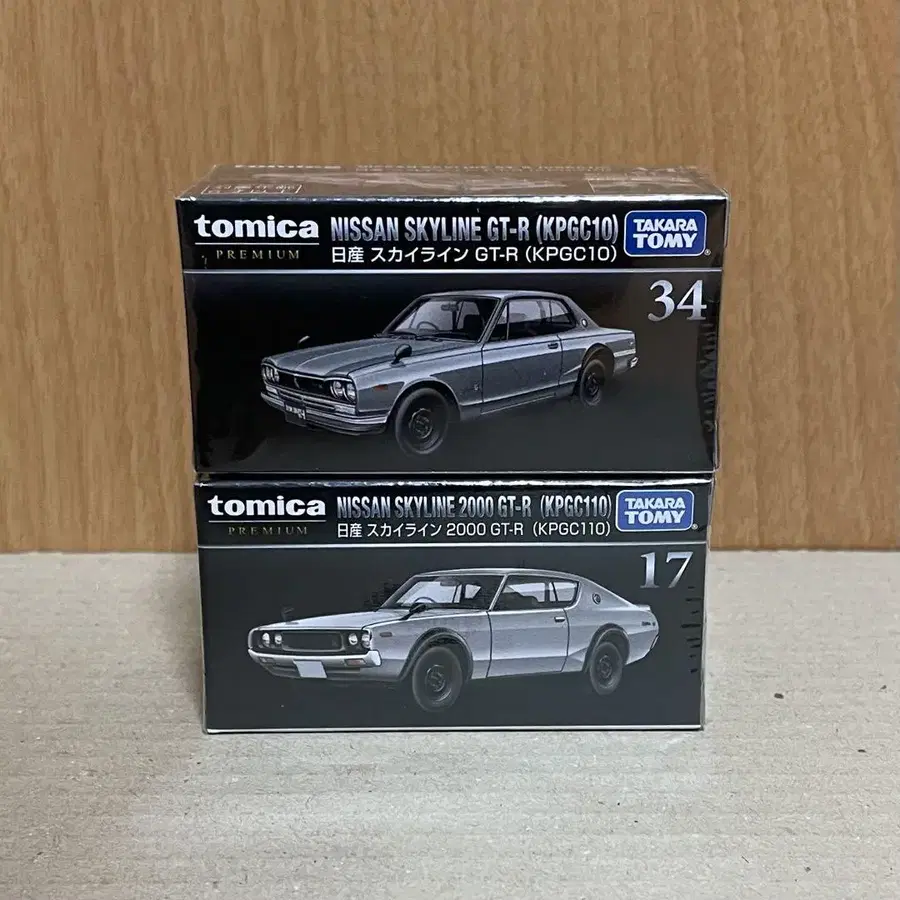 tomica
PREMIUM
NISSAN SKYLINE GT-R (KPGC10)
日産 スカイライン GT-R (KPGC10)
TAKARA
TOMY
34
tomica
PREMIUM
NISSAN SKYLINE 2000 GT-R (KPGC110)
日産 スカイライン 2000 GT-R (KPGC110)
TAKARA
TOMY
17